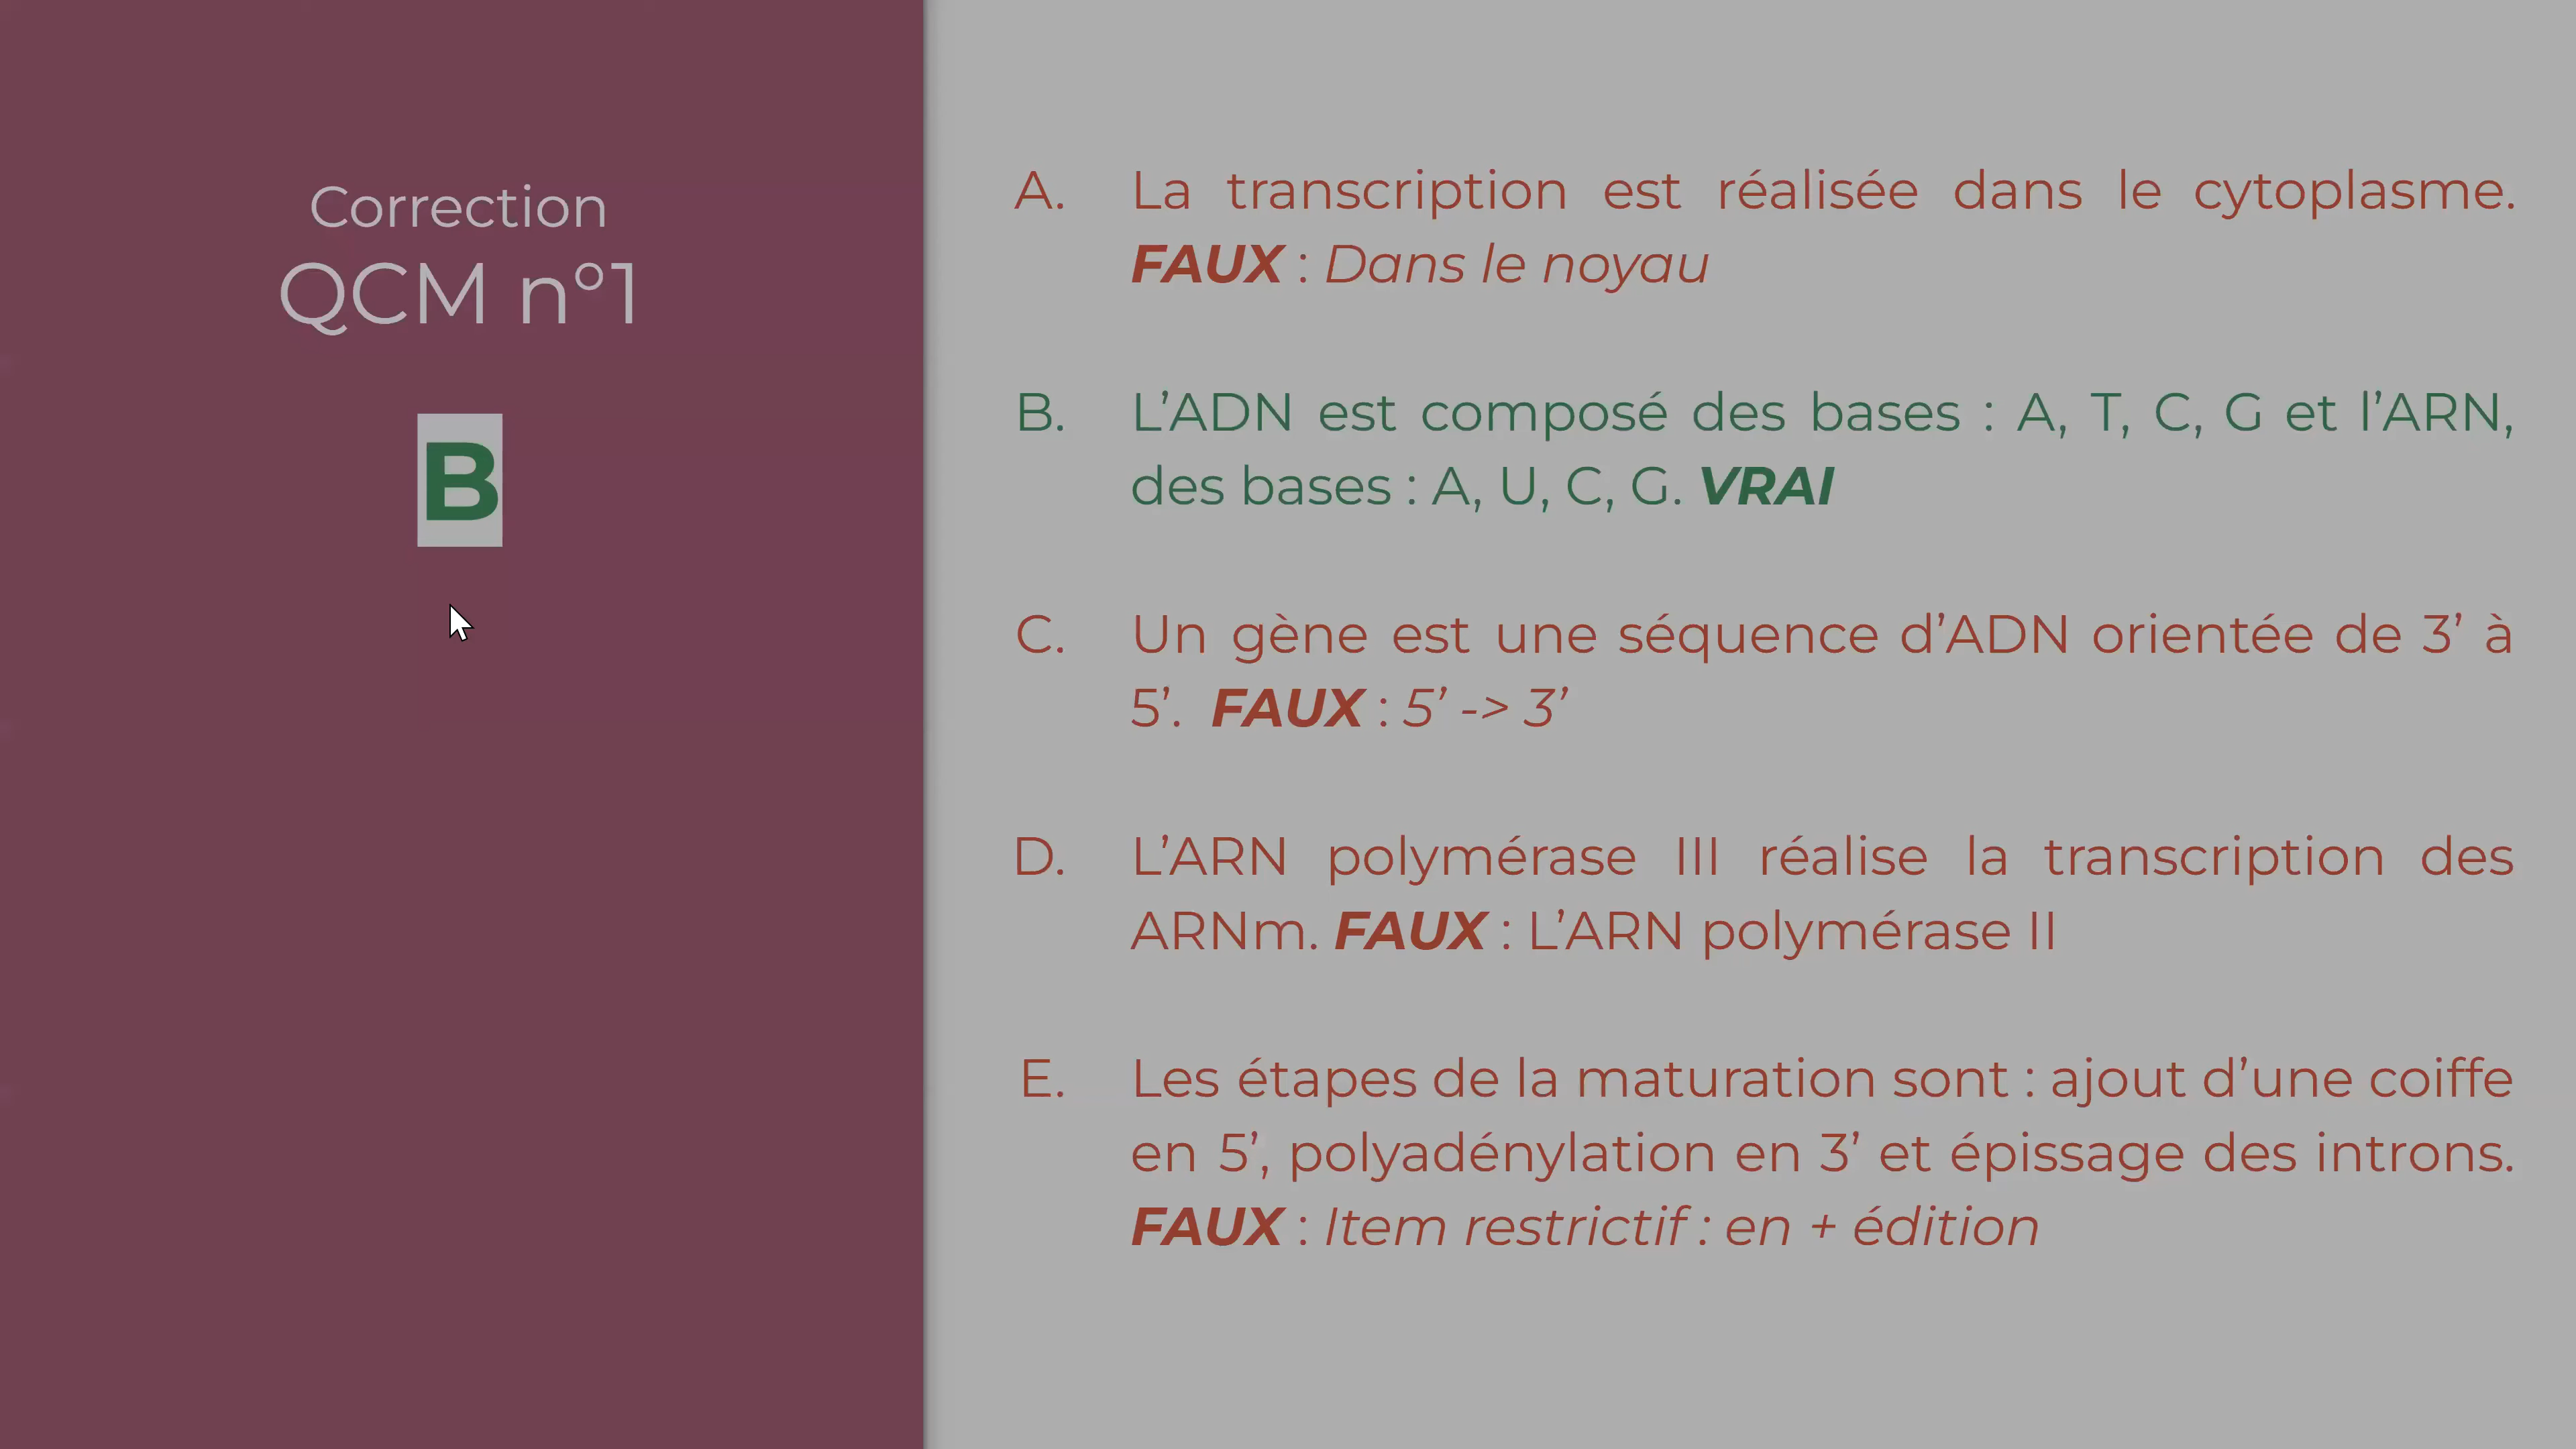 Correction
QCM n°1
B
A. La transcription est réalisée dans le cytoplasme.
FAUX : Dans le noyau
B. L’ADN est composé des bases : A, T, C, G et l’ARN,
des bases : A, U, C, G. VRAI
C. Un gène est une séquence d’ADN orientée de 3’ à
5’. FAUX : 5’ -> 3’
D. L’ARN polymérase III réalise la transcription des
ARNm. FAUX : L’ARN polymérase II
E. Les étapes de la maturation sont : ajout d’une coiffe
en 5’, polyadénylation en 3’ et épissage des introns.
FAUX : Item restrictif : en + édition